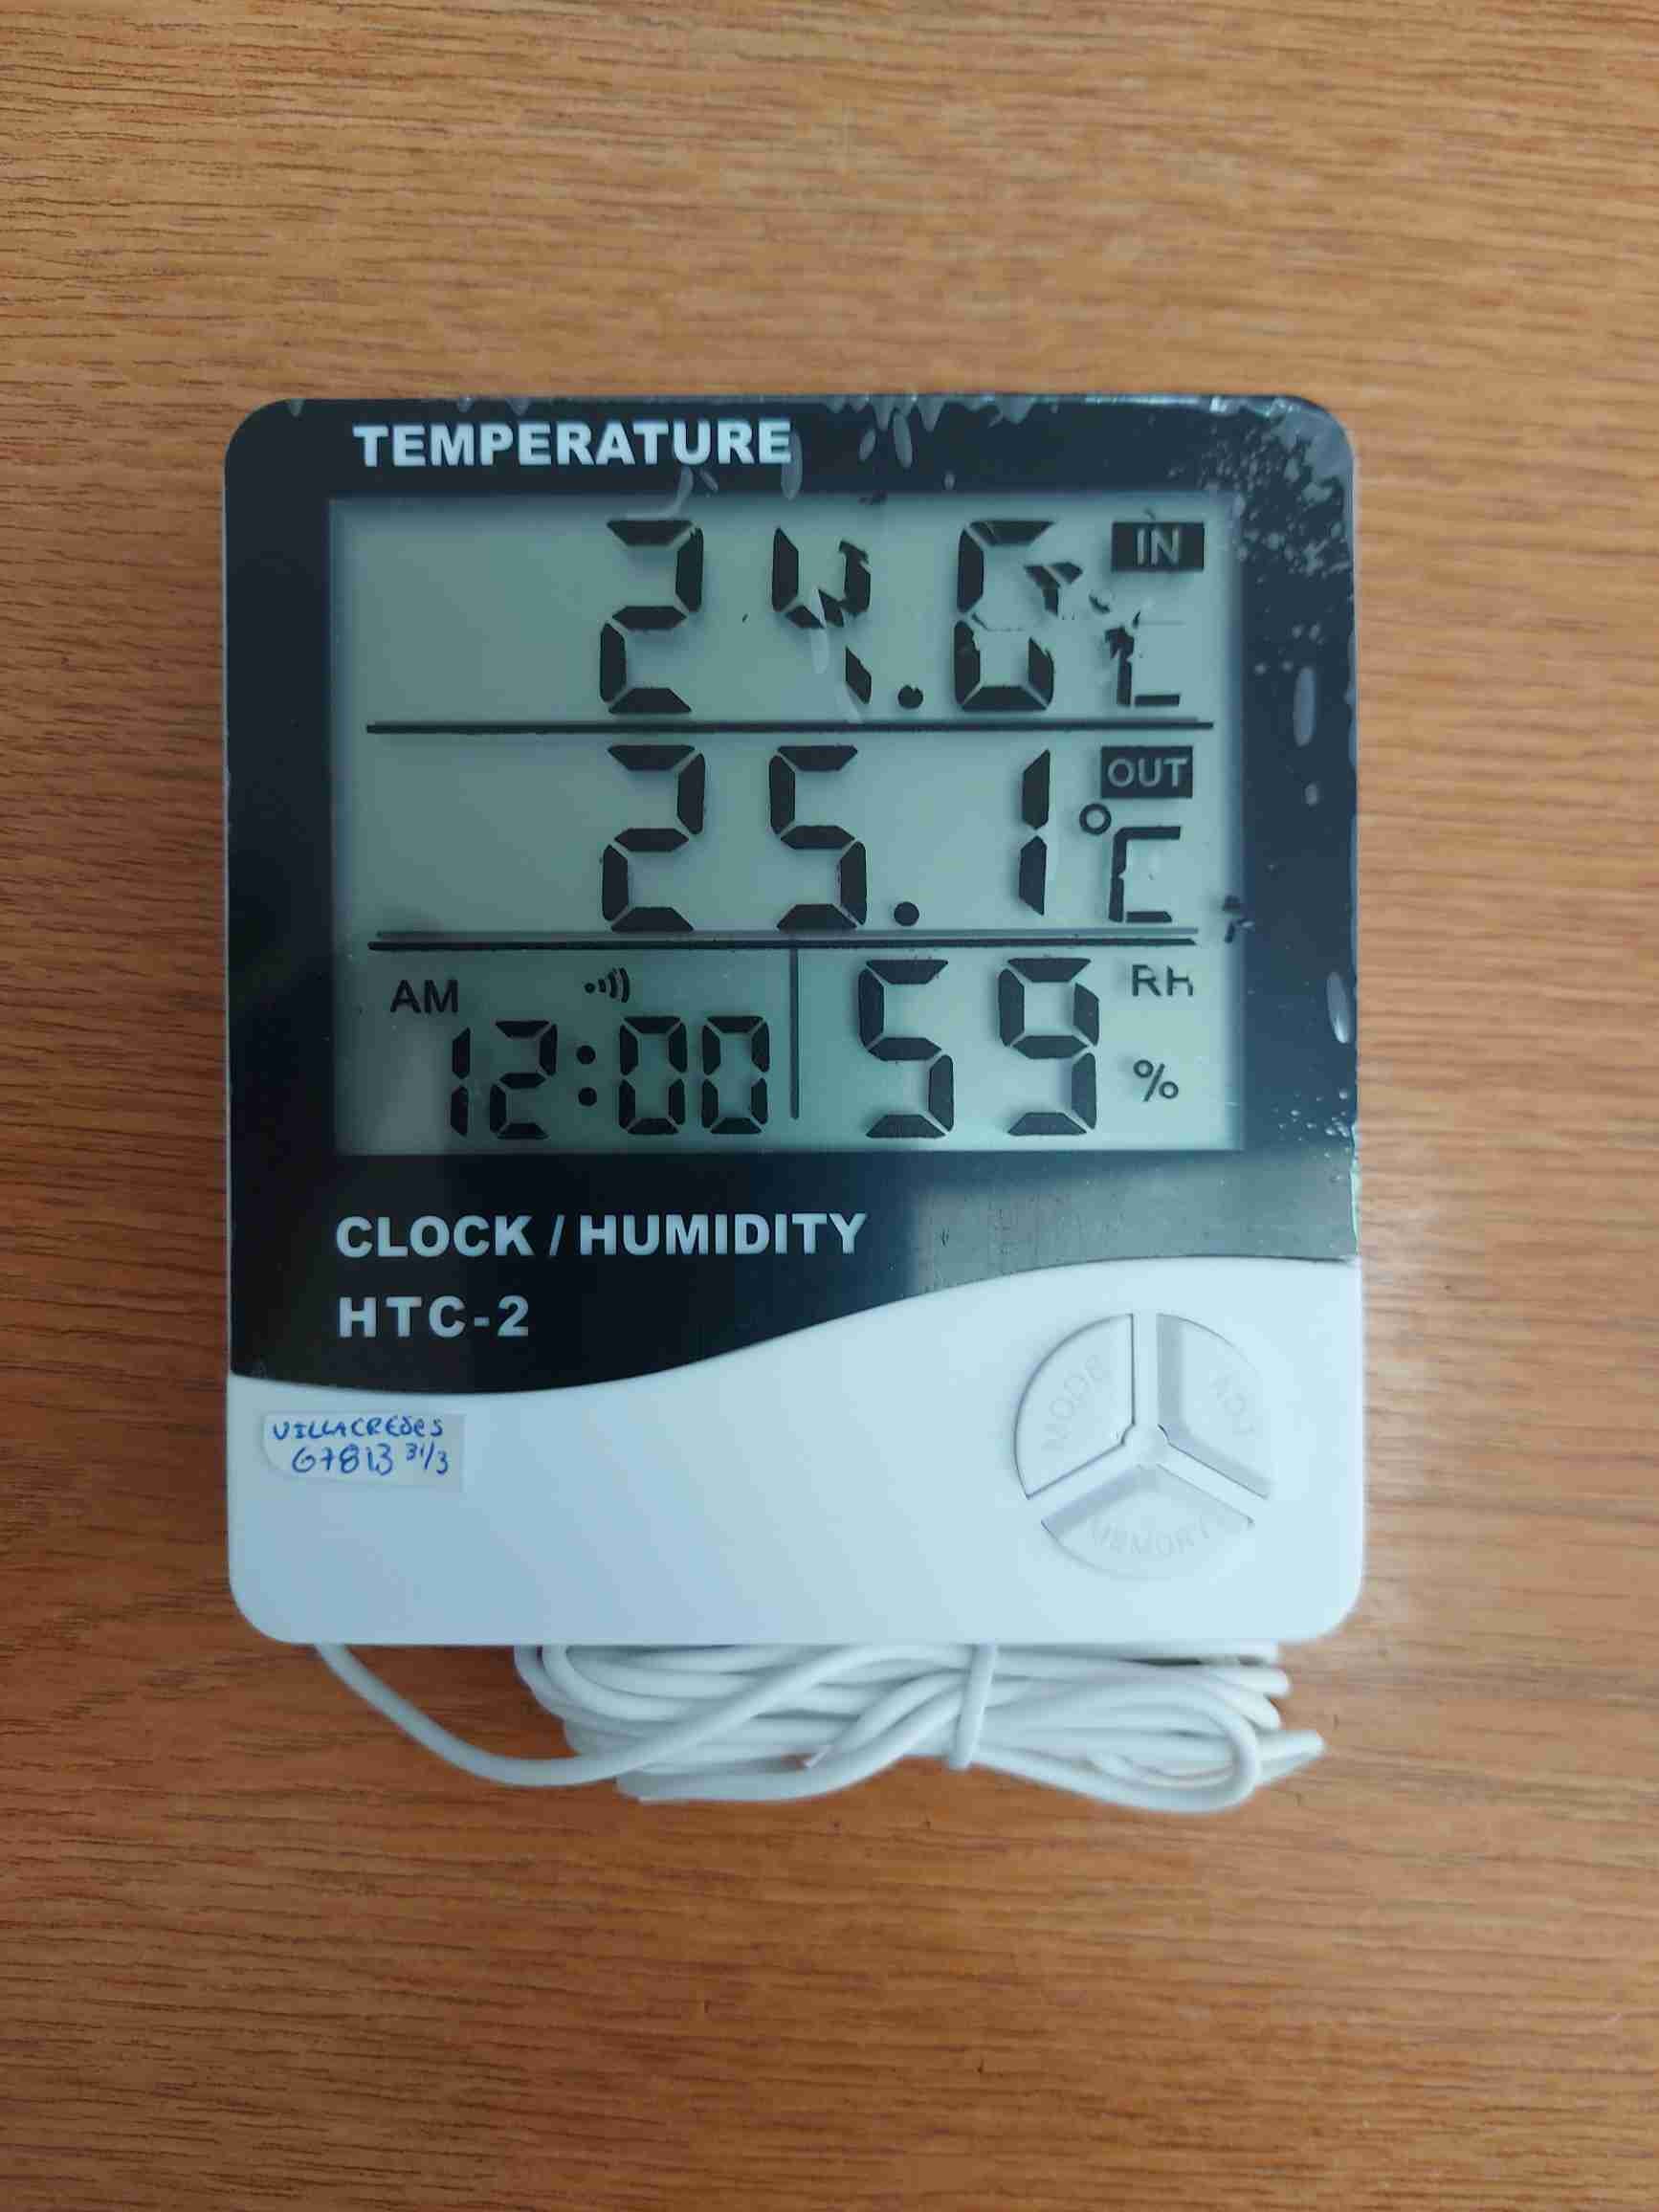 TEMPERATURE
IN
24.6 °C
OUT
25.1 °C
AM
12:00
59 RH %
CLOCK / HUMIDITY
HTC-2
MODE
ADJ
MEMORY
67813 31/3